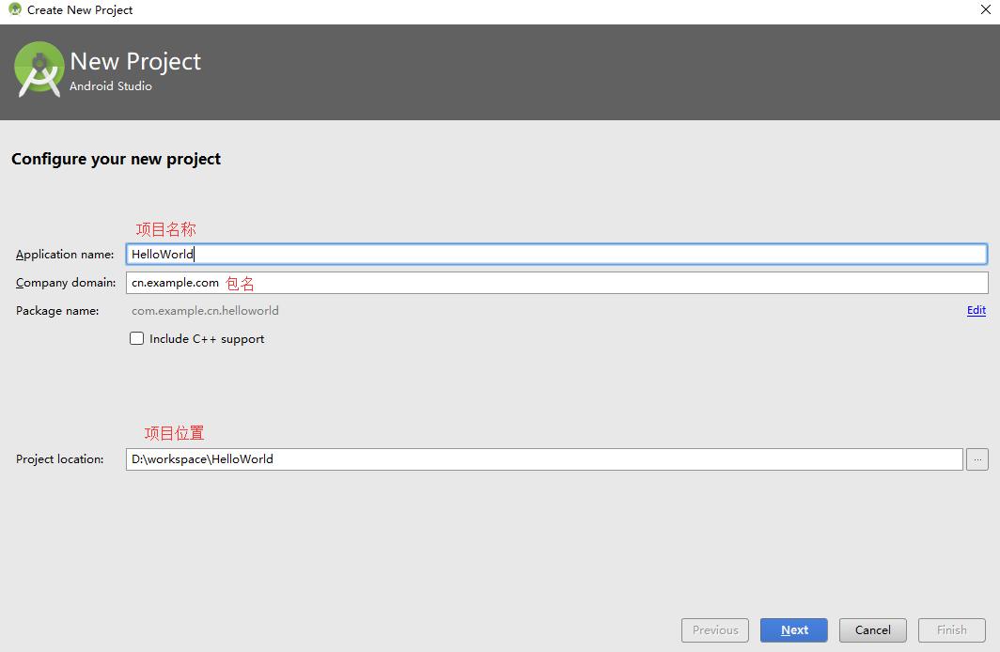 Create New Project
New Project
Android Studio
Configure your new project
项目名称
Application name: HelloWorld
Company domain: cn.example.com 包名
Package name: com.example.cn.helloworld Edit
Include C++ support
项目位置
Project location: D:\workspace\HelloWorld ...
Previous Next Cancel Finish